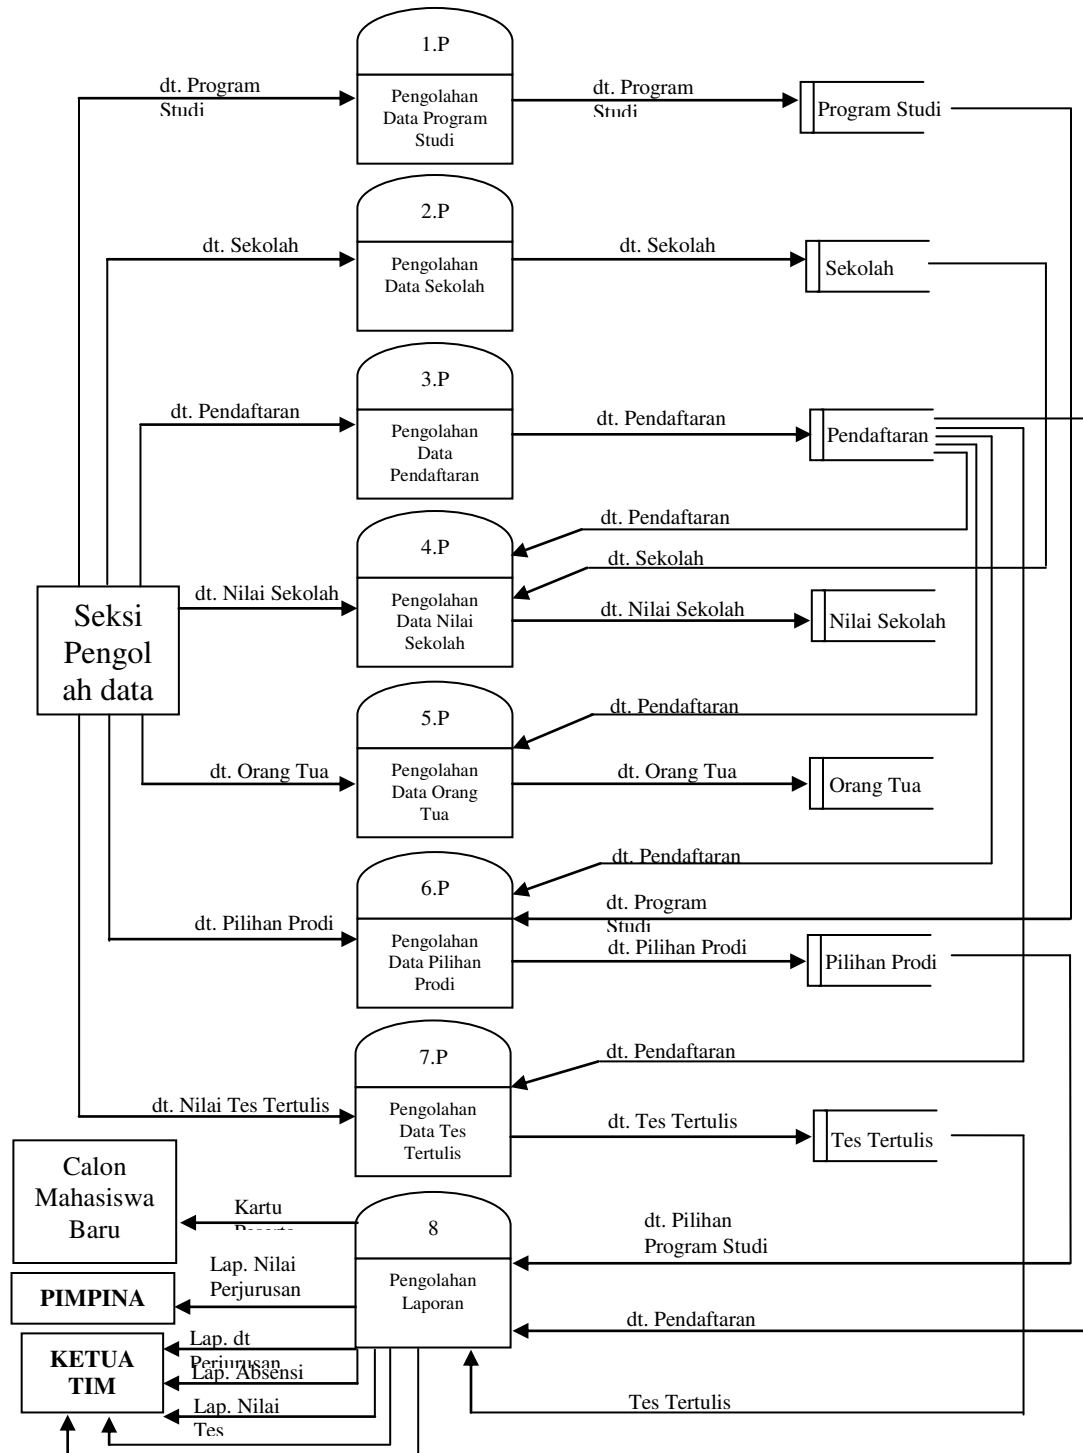 1.P
dt. Program
Studi
Pengolahan
Data Program
Studi
dt. Program
Studi
Program Studi
2.P
dt. Sekolah
Pengolahan
Data Sekolah
dt. Sekolah
Sekolah
3.P
dt. Pendaftaran
Pengolahan
Data
Pendaftaran
dt. Pendaftaran
Pendaftaran
dt. Pendaftaran
4.P
dt. Sekolah
Seksi
Pengol
ah data
dt. Nilai Sekolah
Pengolahan
Data Nilai
Sekolah
dt. Nilai Sekolah
Nilai Sekolah
5.P
dt. Pendaftaran
dt. Orang Tua
Pengolahan
Data Orang
Tua
dt. Orang Tua
Orang Tua
dt. Pendaftaran
6.P
dt. Program
Studi
dt. Pilihan Prodi
Pengolahan
Data Pilihan
Prodi
dt. Pilihan Prodi
Pilihan Prodi
7.P
dt. Pendaftaran
dt. Nilai Tes Tertulis
Pengolahan
Data Tes
Tertulis
dt. Tes Tertulis
Tes Tertulis
Calon
Mahasiswa
Baru
Kartu
Peserta
8
dt. Pilihan
Program Studi
Lap. Nilai
Perjurusan
Pengolahan
Laporan
PIMPINA
dt. Pendaftaran
KETUA
TIM
Lap. dt
Perjurusan
Lap. Absensi
Lap. Nilai
Tes
Tes Tertulis